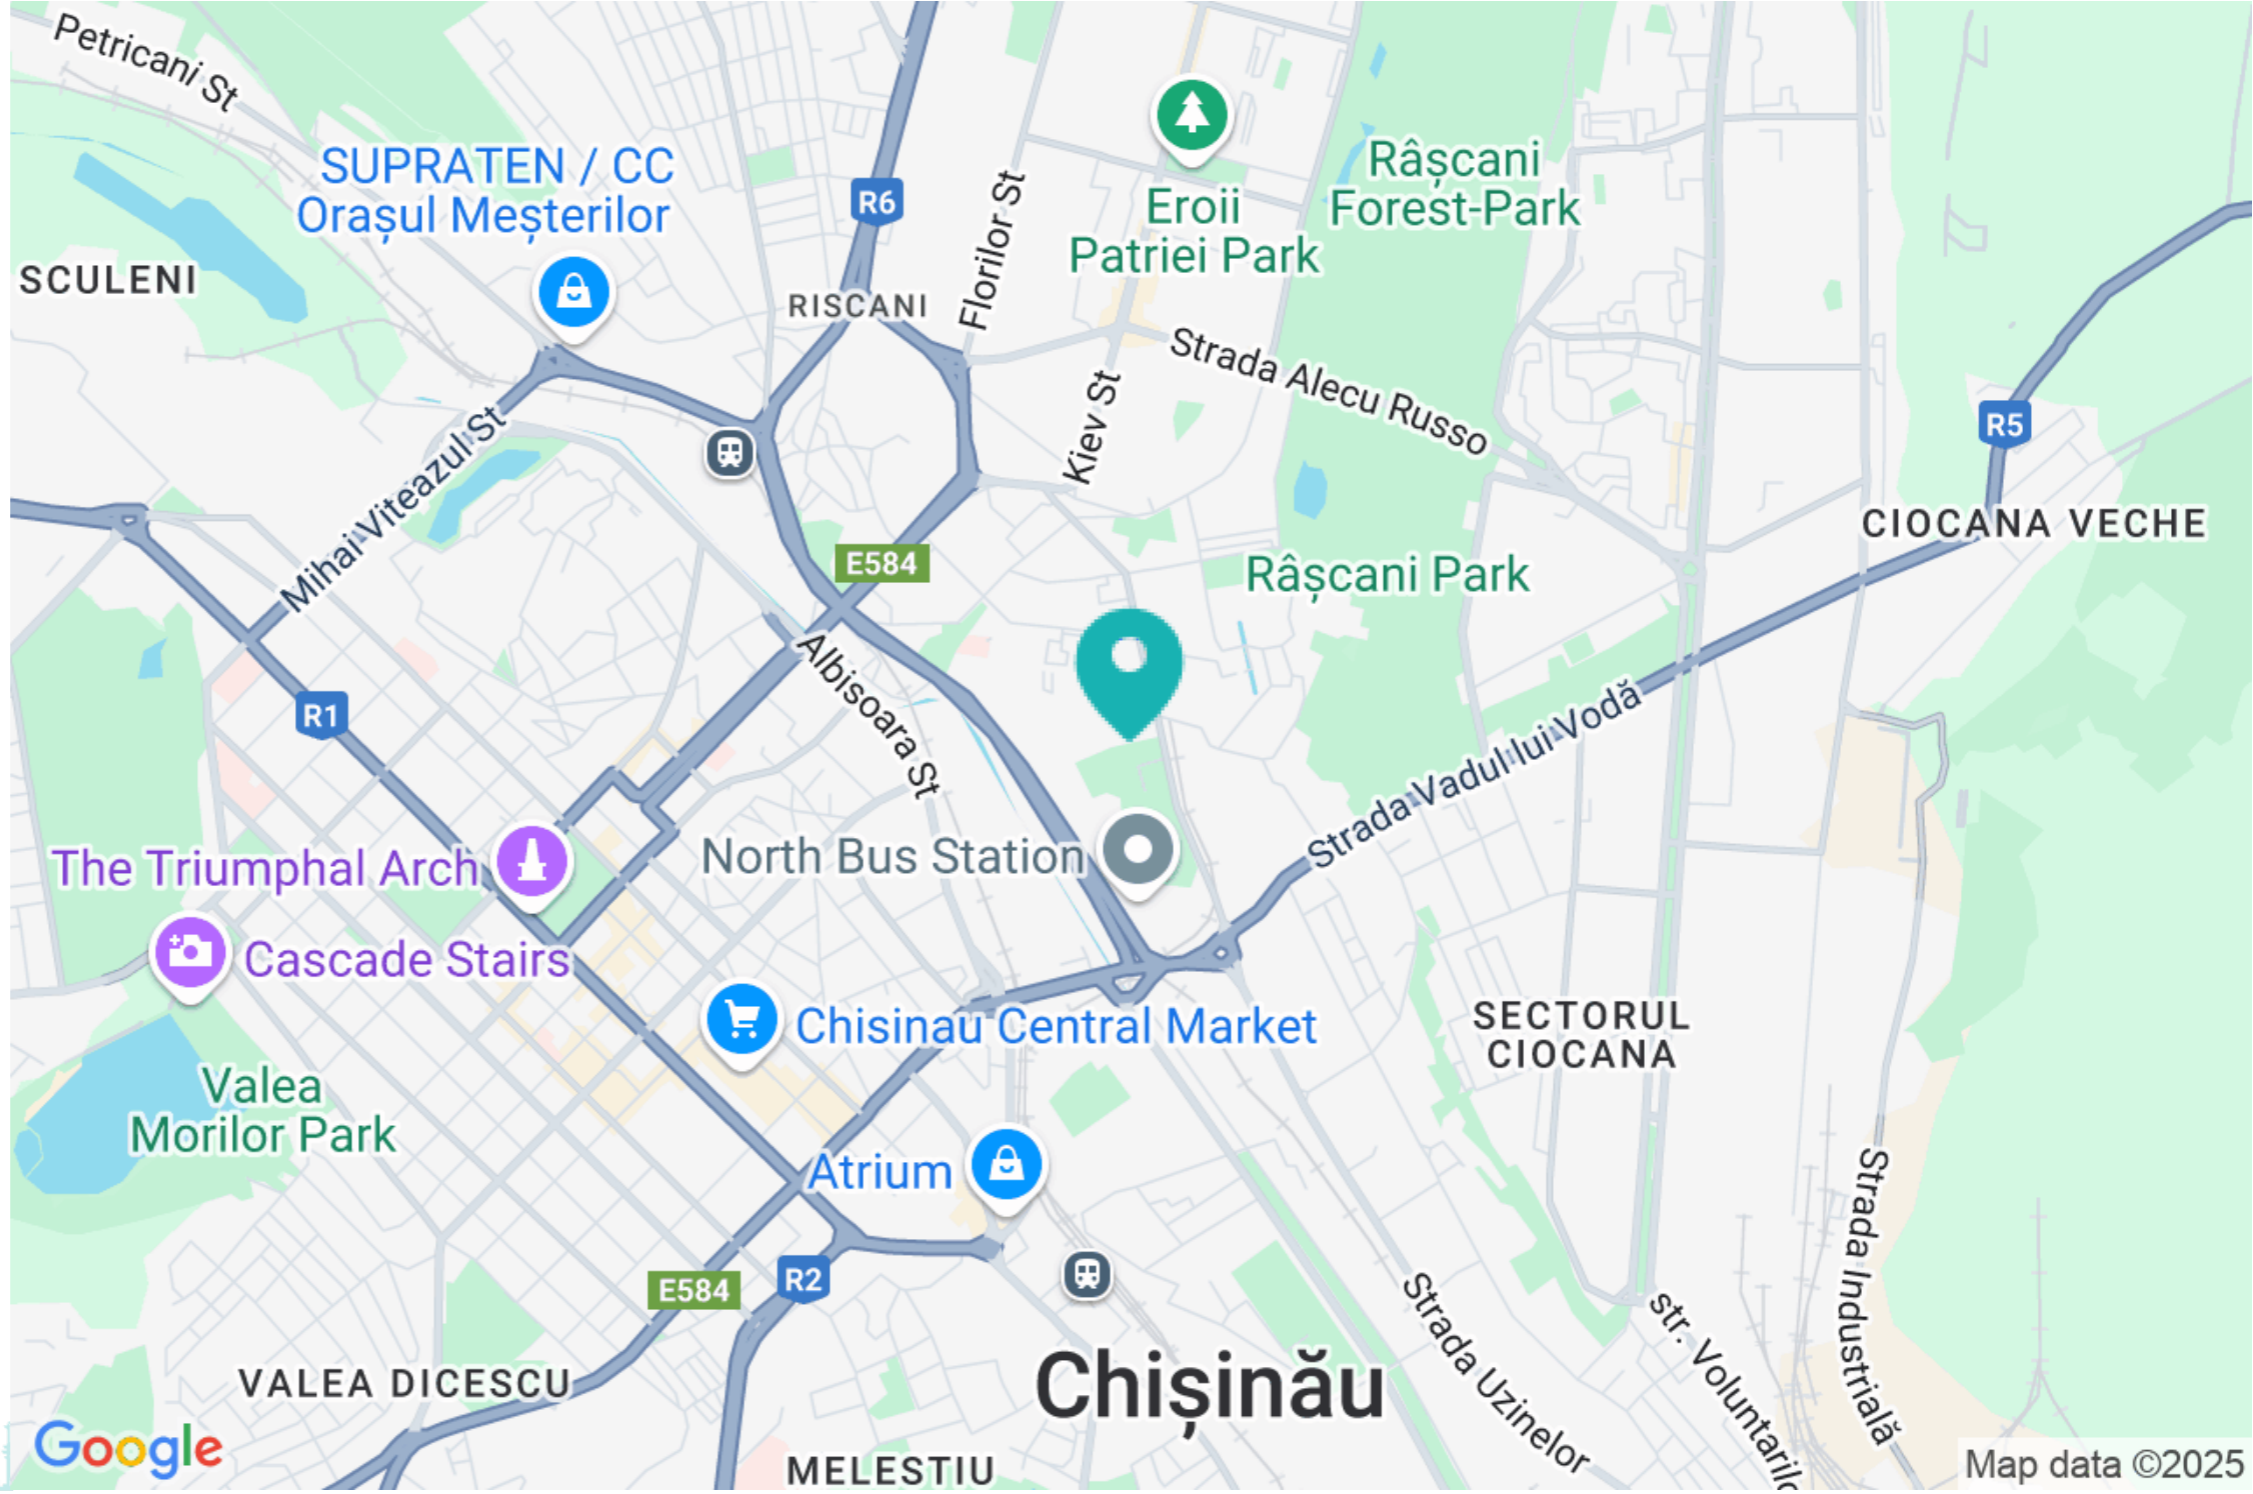 Petricani St
SUPRATEN / CC
Orașul Meșterilor
R6
Florilor St
Eroii
Patriei Park
Râșcani
Forest-Park
SCULENI
RISCANI
Strada Alecu Russo
Kiev St
R5
Mihai Viteazul St
CIOCANA VECHE
E584
Râșcani Park
Albisoara St
R1
Strada Vadul lui Vodă
The Triumphal Arch
North Bus Station
Cascade Stairs
Chisinau Central Market
SECTORUL
CIOCANA
Valea
Morilor Park
Atrium
Strada Industrială
E584
R2
Strada Uzinelor
str. Voluntarilo
VALEA DICESCU
Chișinău
Google
MELESTIU
Map data ©2025